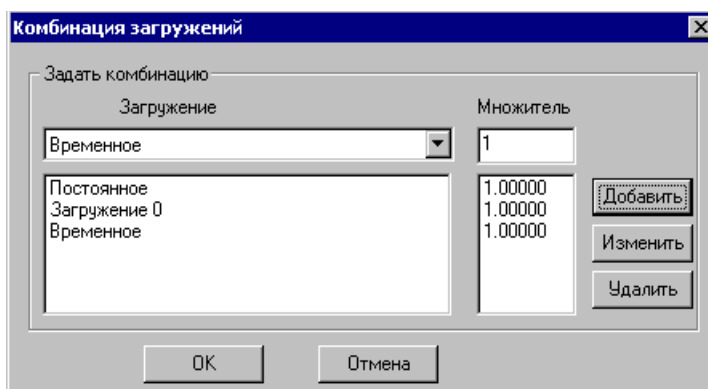 Комбинация загружений
Задать комбинацию
Загружение Множитель
Временное 1
Постоянное 1.00000
Загружение 0 1.00000
Временное 1.00000
Добавить
Изменить
Удалить
OK Отмена